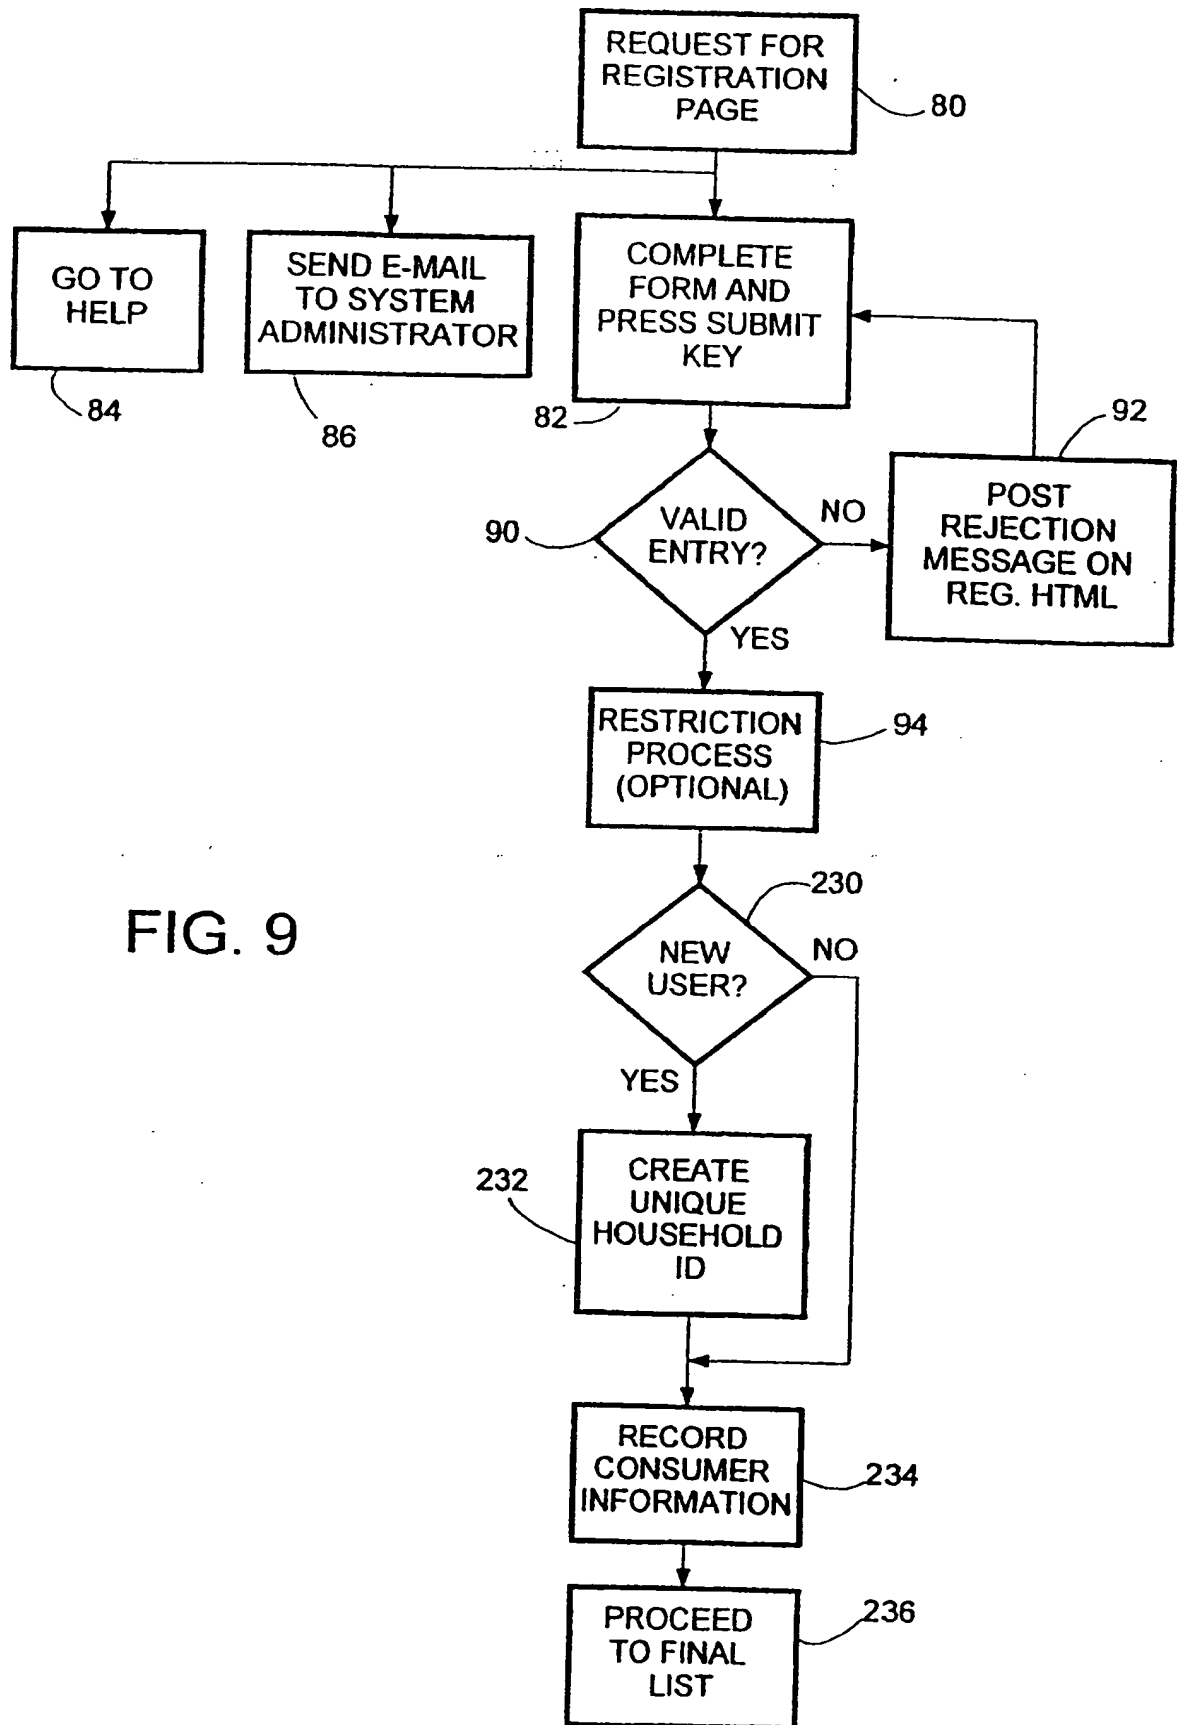 REQUEST FOR
REGISTRATION
PAGE
80
GO TO
HELP
84
SEND E-MAIL
TO SYSTEM
ADMINISTRATOR
86
COMPLETE
FORM AND
PRESS SUBMIT
KEY
82
92
90
VALID
ENTRY?
NO
POST
REJECTION
MESSAGE ON
REG. HTML
YES
RESTRICTION
PROCESS
(OPTIONAL)
94
230
FIG. 9
NEW
USER?
NO
YES
232
CREATE
UNIQUE
HOUSEHOLD
ID
RECORD
CONSUMER
INFORMATION
234
PROCEED
TO FINAL
LIST
236